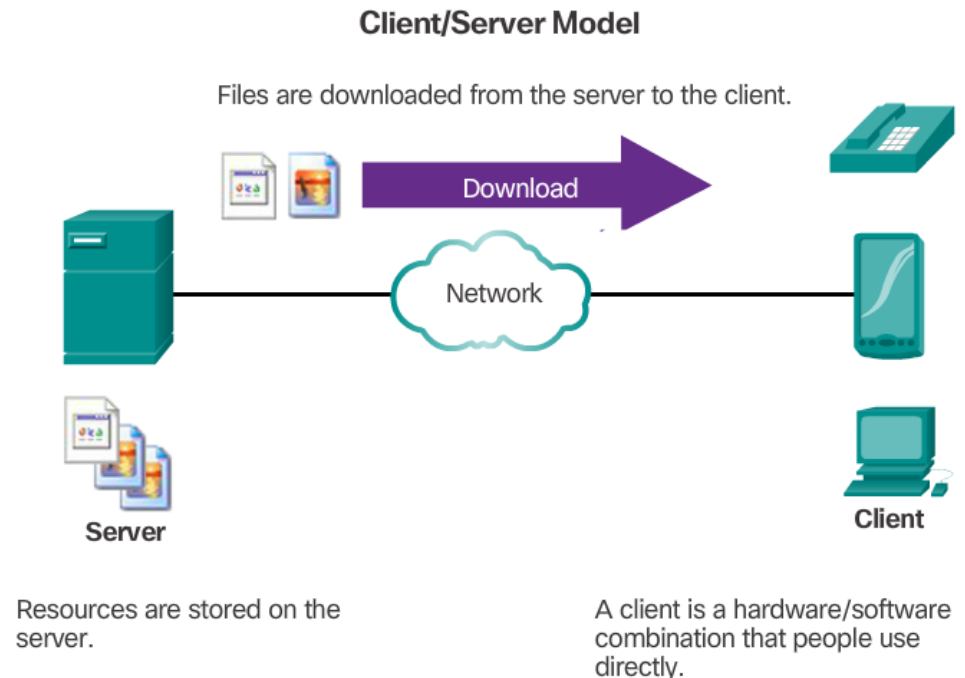 Client/Server Model
Files are downloaded from the server to the client.
Download
Network
Server
Client
Resources are stored on the
server.
A client is a hardware/software
combination that people use
directly.